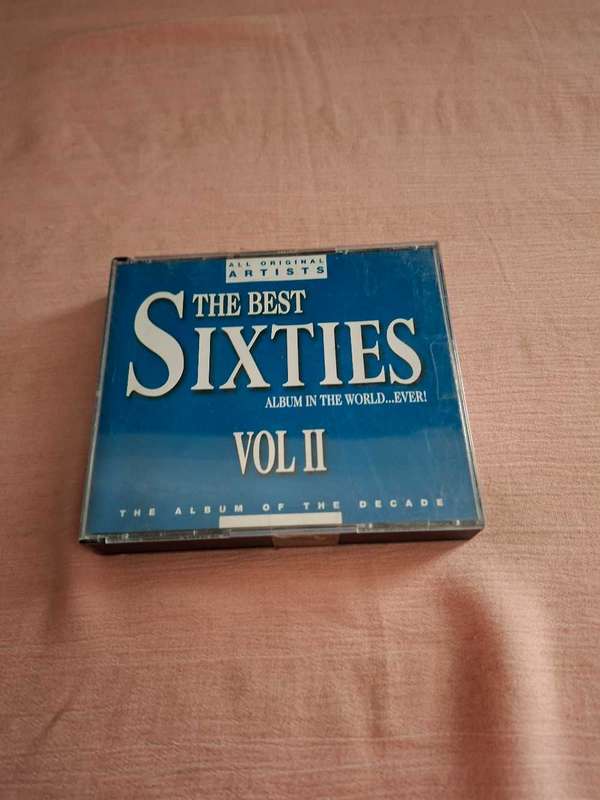 ALL ORIGINAL
ARTISTS
THE BEST
SIXTIES
ALBUM IN THE WORLD...EVER!
VOL II
THE ALBUM OF THE DECADE